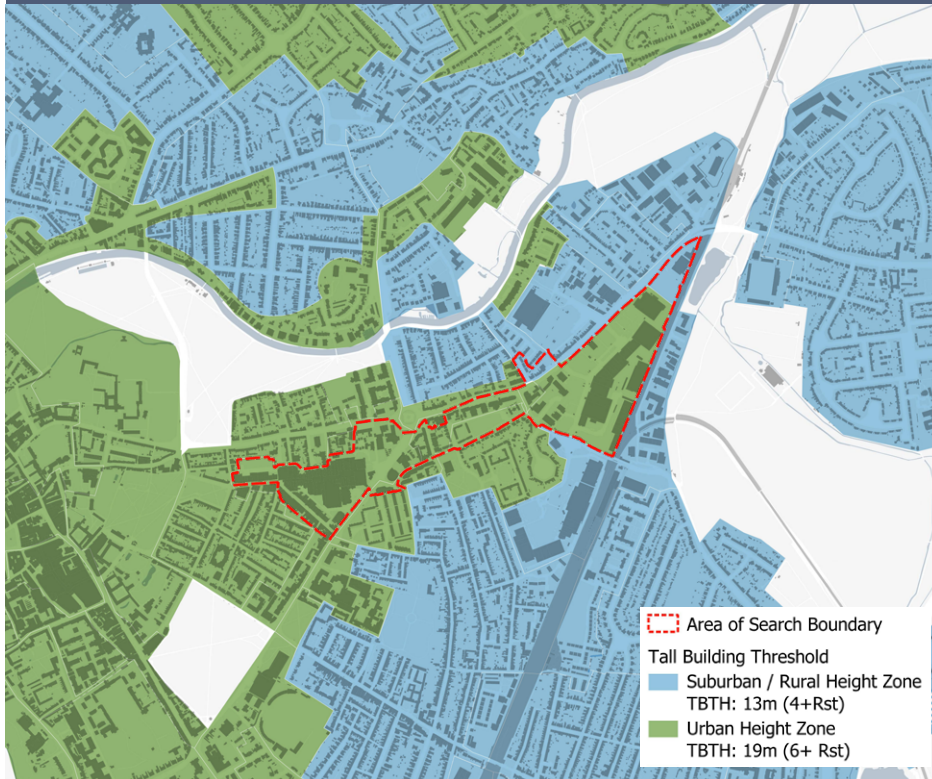 Area of Search Boundary
Tall Building Threshold
Suburban / Rural Height Zone
TBTH: 13m (4+Rst)
Urban Height Zone
TBTH: 19m (6+ Rst)